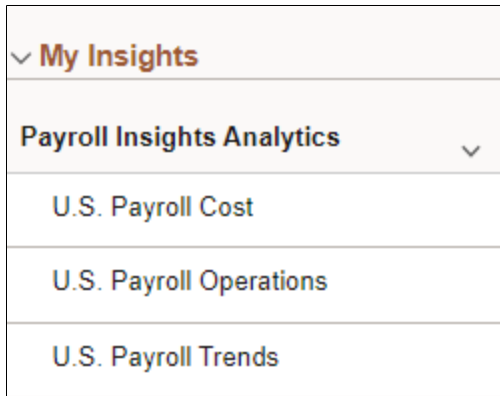 My Insights
Payroll Insights Analytics
U.S. Payroll Cost
U.S. Payroll Operations
U.S. Payroll Trends